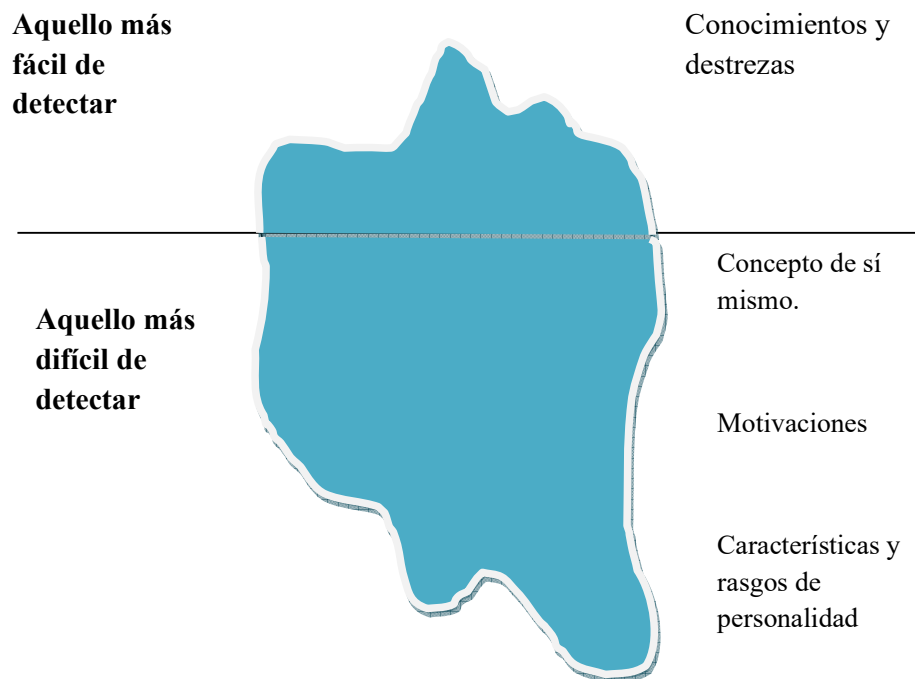 Aquello más
fácil de
detectar
Conocimientos y
destrezas
Aquello más
difícil de
detectar
Concepto de sí
mismo.
Motivaciones
Características y
rasgos de
personalidad